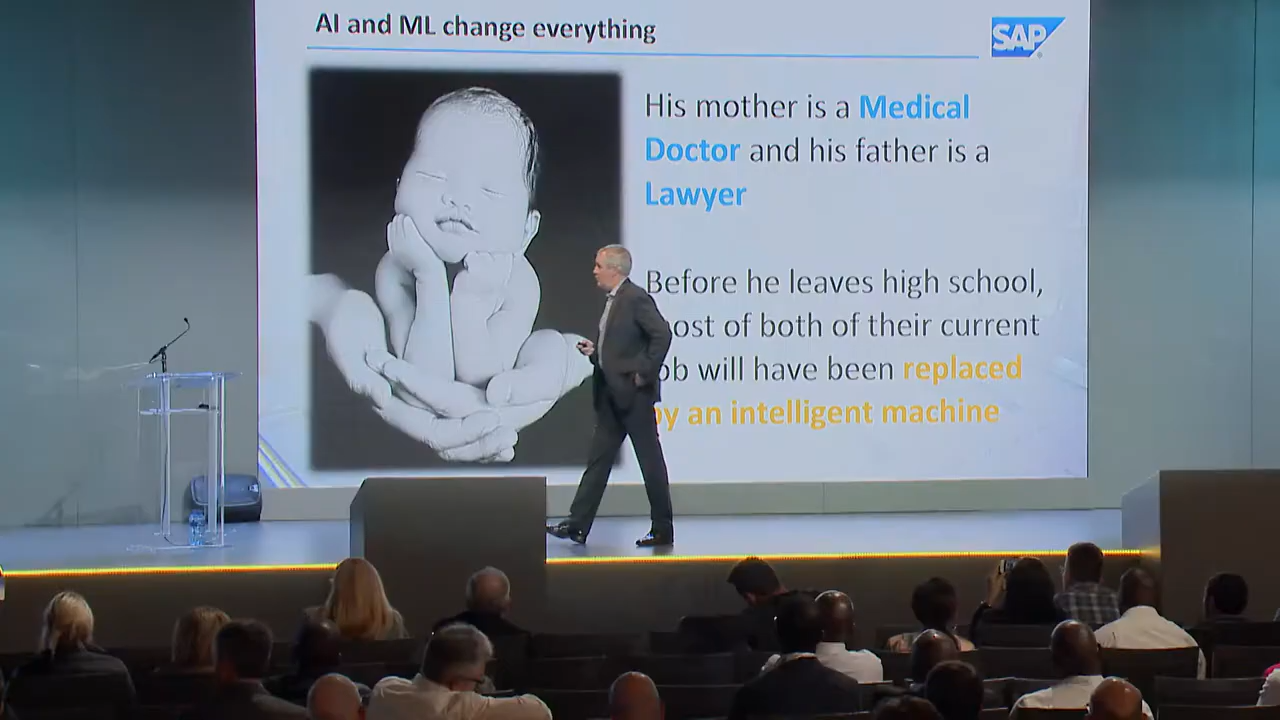 AI and ML change everything
SAP
His mother is a Medical
Doctor and his father is a
Lawyer
Before he leaves high school,
of both of their current
will have been replaced
an intelligent machine